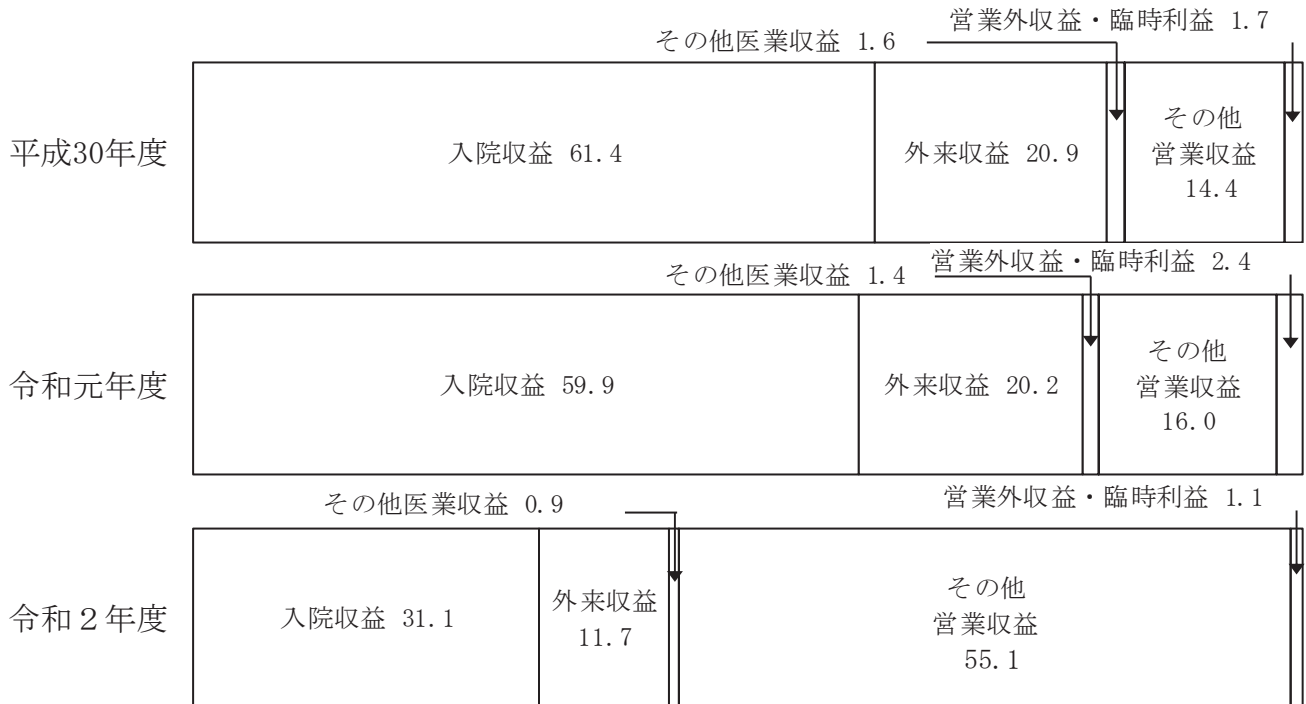 営業外収益・臨時利益 1.7
その他医業収益 1.6
平成30年度
入院収益 61.4
外来収益 20.9
その他
営業収益
14.4
営業外収益・臨時利益 2.4
その他医業収益 1.4
令和元年度
入院収益 59.9
外来収益 20.2
その他
営業収益
16.0
その他医業収益 0.9
営業外収益・臨時利益 1.1
令和２年度
入院収益 31.1
外来収益
11.7
その他
営業収益
55.1